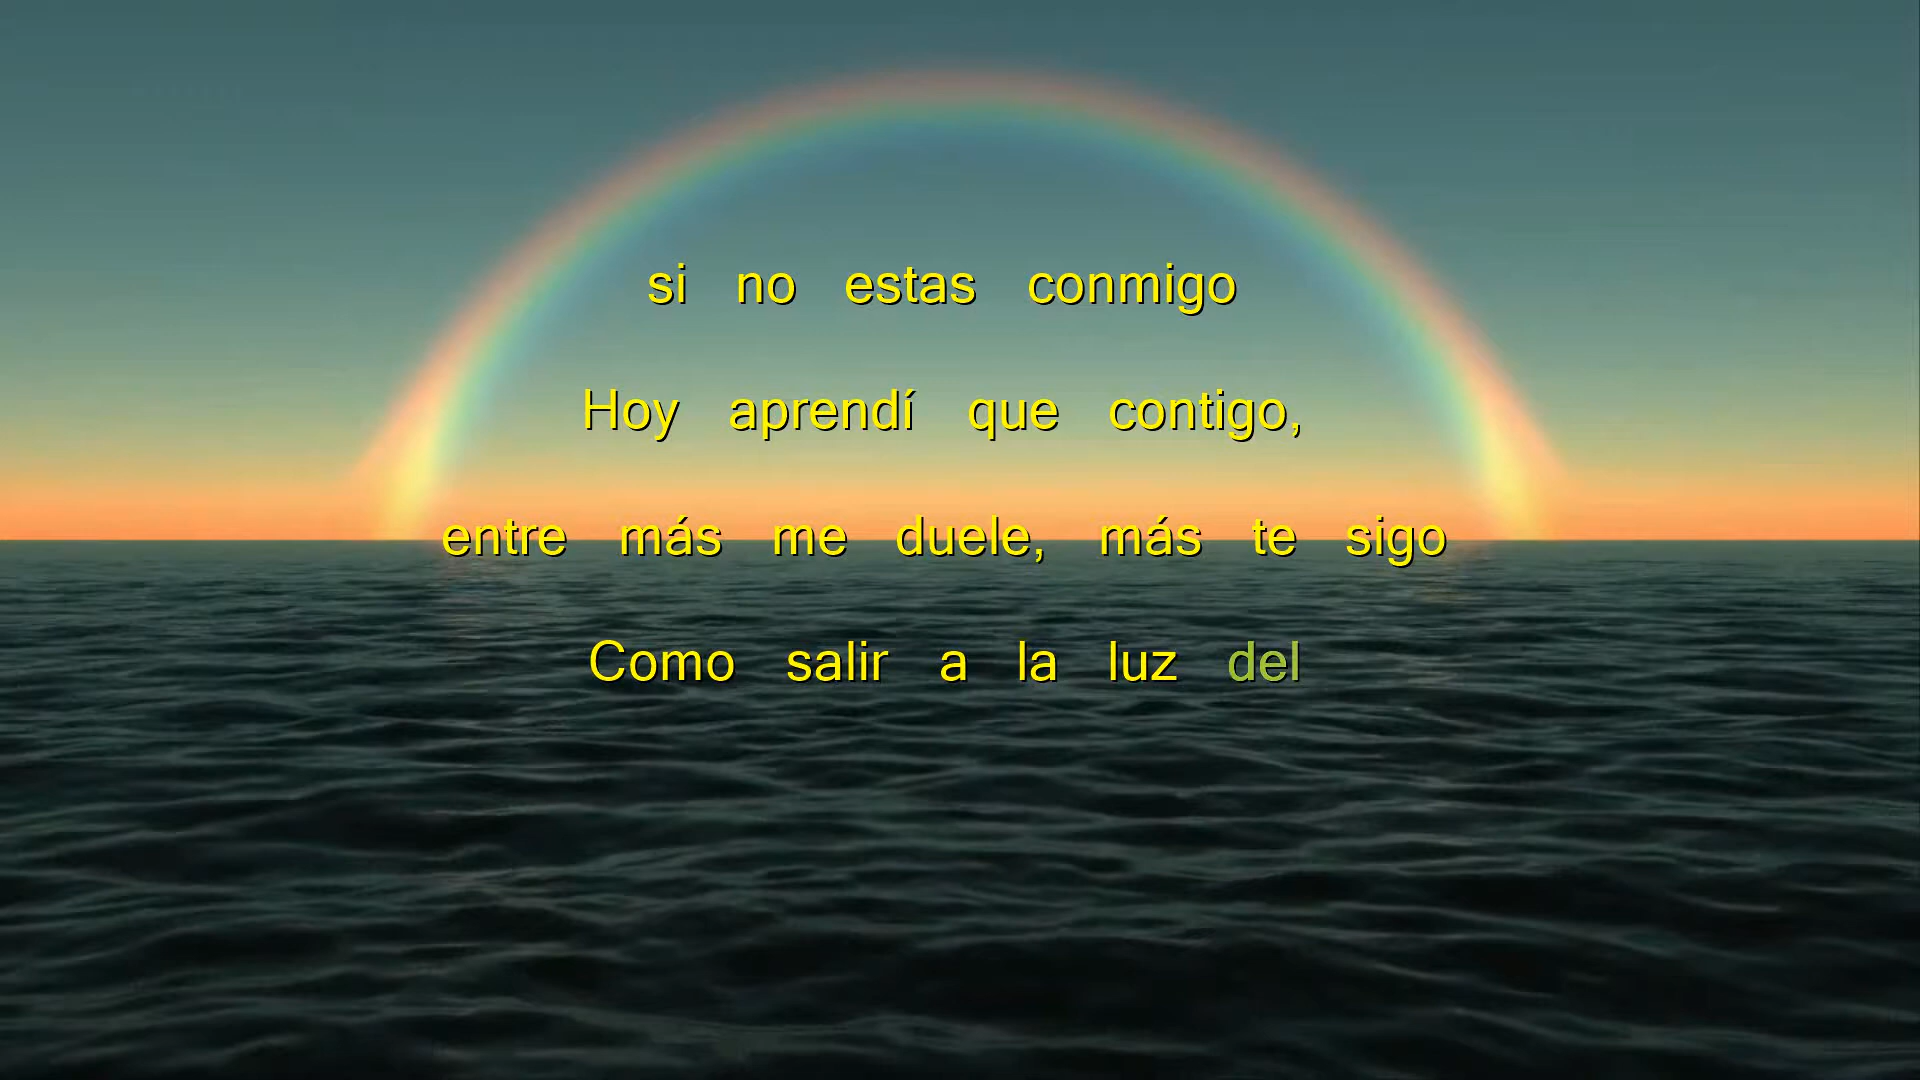 si no estas conmigo
Hoy aprendí que contigo,
entre más me duele, más te sigo
Como salir a la luz del